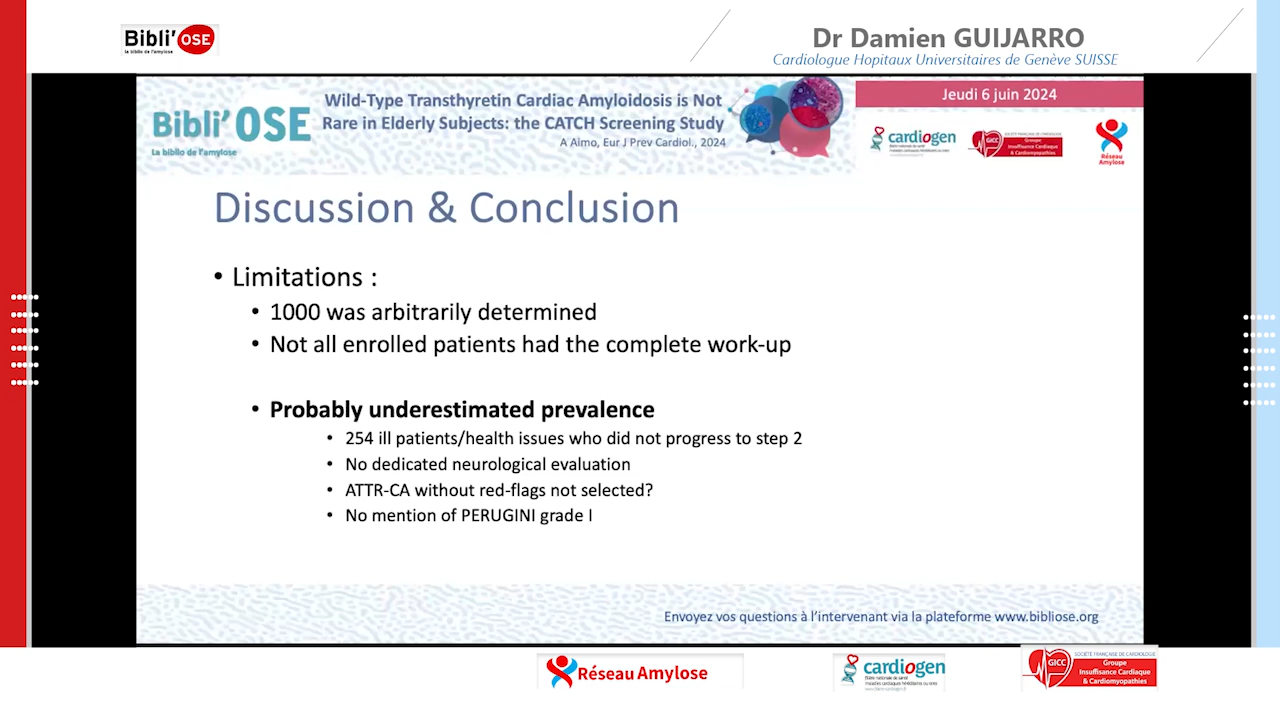 Bibli'OSE
la biblio de l'amylose
Dr Damien GUIJARRO
Cardiologue Hopitaux Universitaires de Genève SUISSE
Bibli'OSE
La biblio de l'amylose
Wild-Type Transthyretin Cardiac Amyloidosis is Not
Rare in Elderly Subjects: the CATCH Screening Study
A Aimo, Eur J Prev Cardiol., 2024
Jeudi 6 juin 2024
cardiogen
GICC
SOCIÉTÉ FRANÇAISE DE CARDIOLOGIE
Groupe
Insuffisance Cardiaque
& Cardiomyopathies
Réseau
Amylose
Discussion & Conclusion
• Limitations :
• 1000 was arbitrarily determined
• Not all enrolled patients had the complete work-up
• Probably underestimated prevalence
• 254 ill patients/health issues who did not progress to step 2
• No dedicated neurological evaluation
• ATTR-CA without red-flags not selected?
• No mention of PERUGINI grade I
Envoyez vos questions à l'intervenant via la plateforme www.bibliose.org
Réseau Amylose
cardiogen
GICC
SOCIÉTÉ FRANÇAISE DE CARDIOLOGIE
Groupe
Insuffisance Cardiaque
& Cardiomyopathies